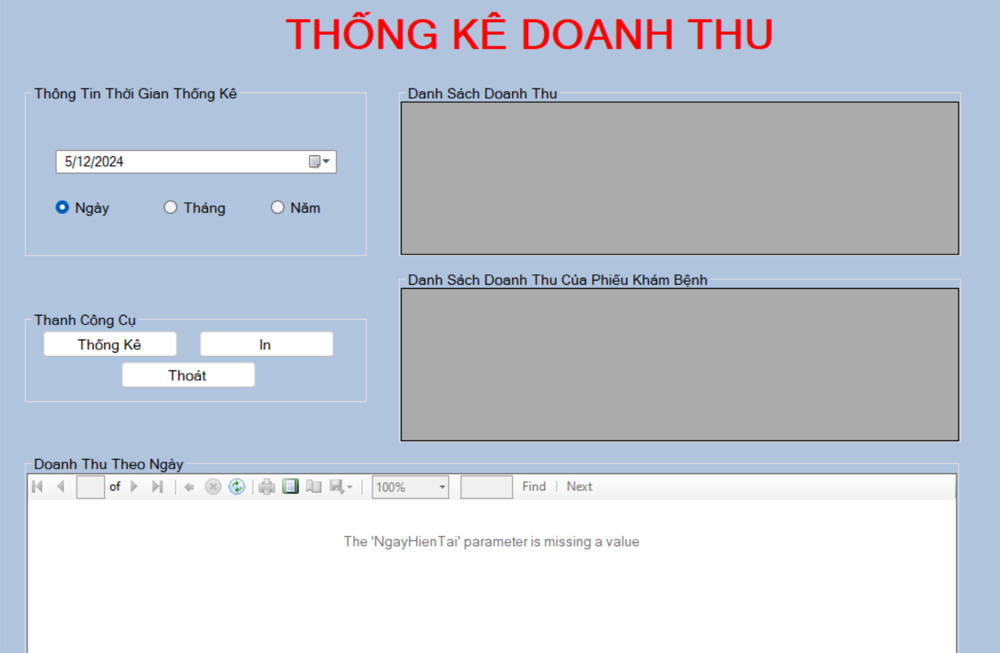 THỐNG KÊ DOANH THU
Thông Tin Thời Gian Thống Kê
5/12/2024
Ngày Tháng Năm
Danh Sách Doanh Thu
Danh Sách Doanh Thu Của Phiếu Khám Bệnh
Thanh Công Cụ
Thống Kê In
Thoát
Doanh Thu Theo Ngày
of 100% Find | Next
The 'NgayHienTai' parameter is missing a value